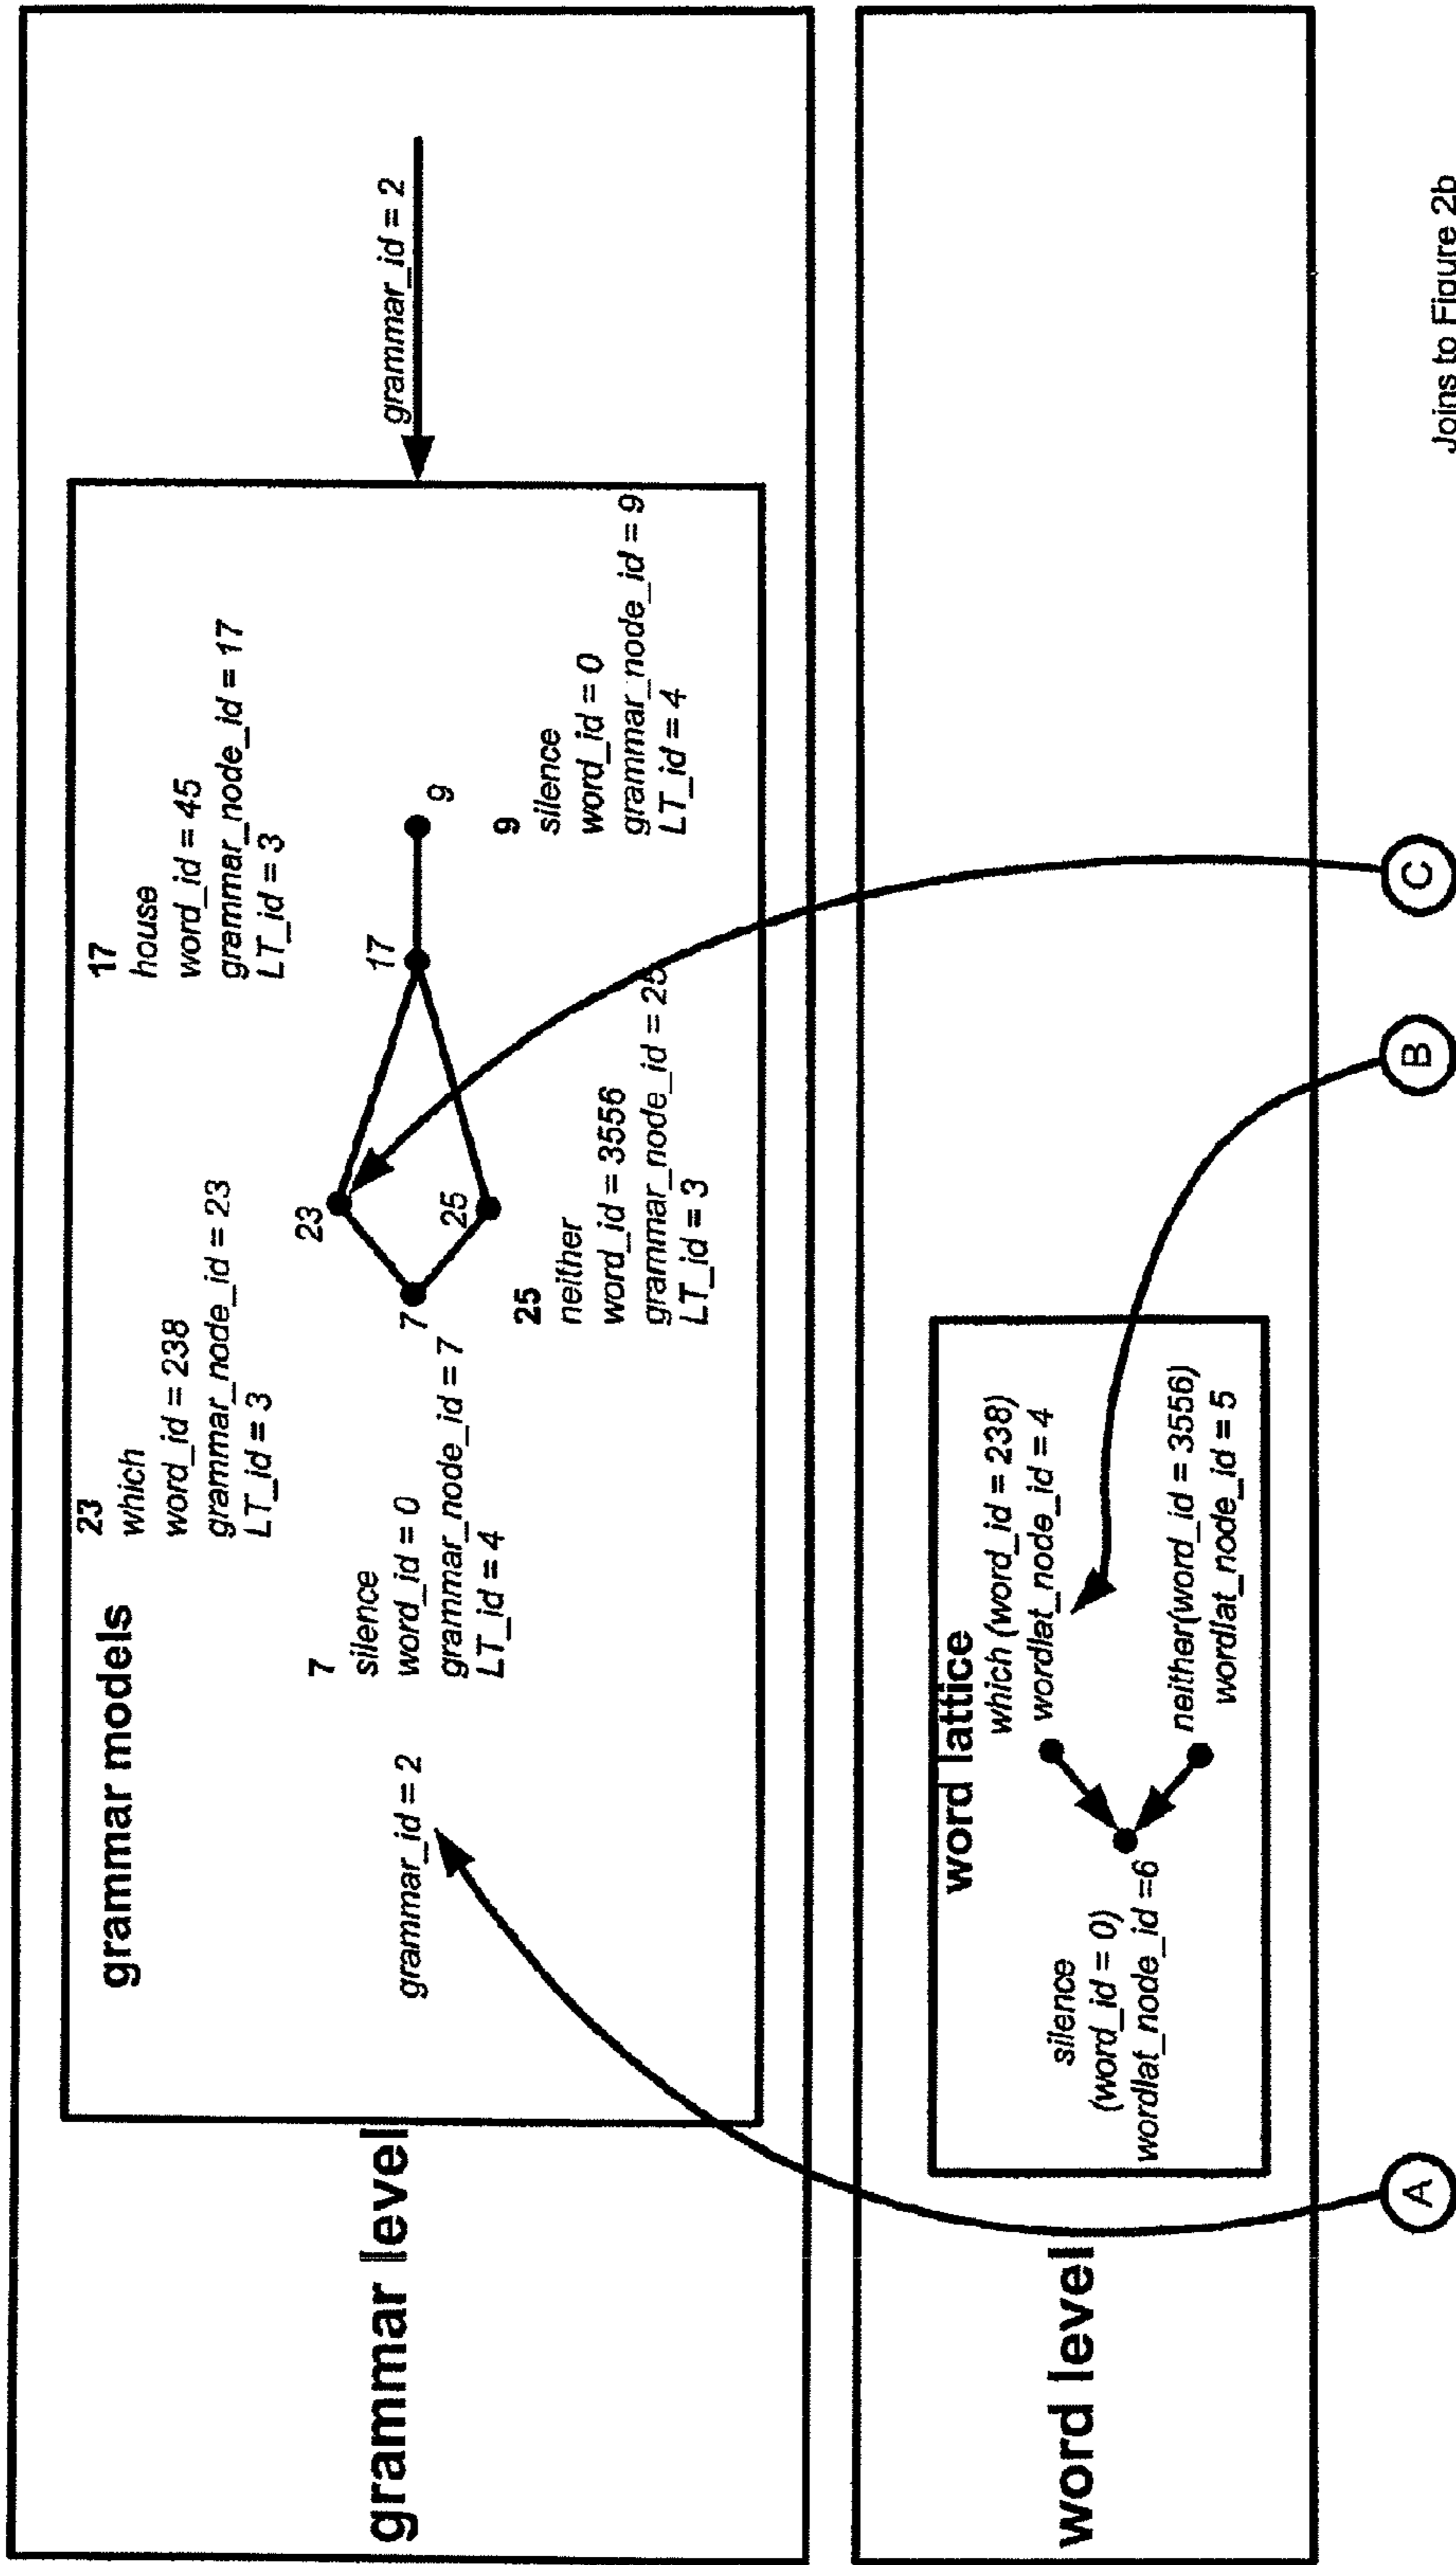 grammar level
grammar models
23
which
word_id = 238
grammar_node_id = 23
LT_id = 3
17
house
word_id = 45
grammar_node_id = 17
LT_id = 3
7
silence
word_id = 0
grammar_node_id = 7
LT_id = 4
grammar_id = 2
7
23
25
17
9
grammar_id = 2
25
neither
word_id = 3556
grammar_node_id = 25
LT_id = 3
9
silence
word_id = 0
grammar_node_id = 9
LT_id = 4
word level
word lattice
which (word_id = 238)
wordlat_node_id = 4
silence
(word_id = 0)
wordlat_node_id =6
neither(word_id = 3556)
wordlat_node_id = 5
A
B
C
Joins to Figure 2b